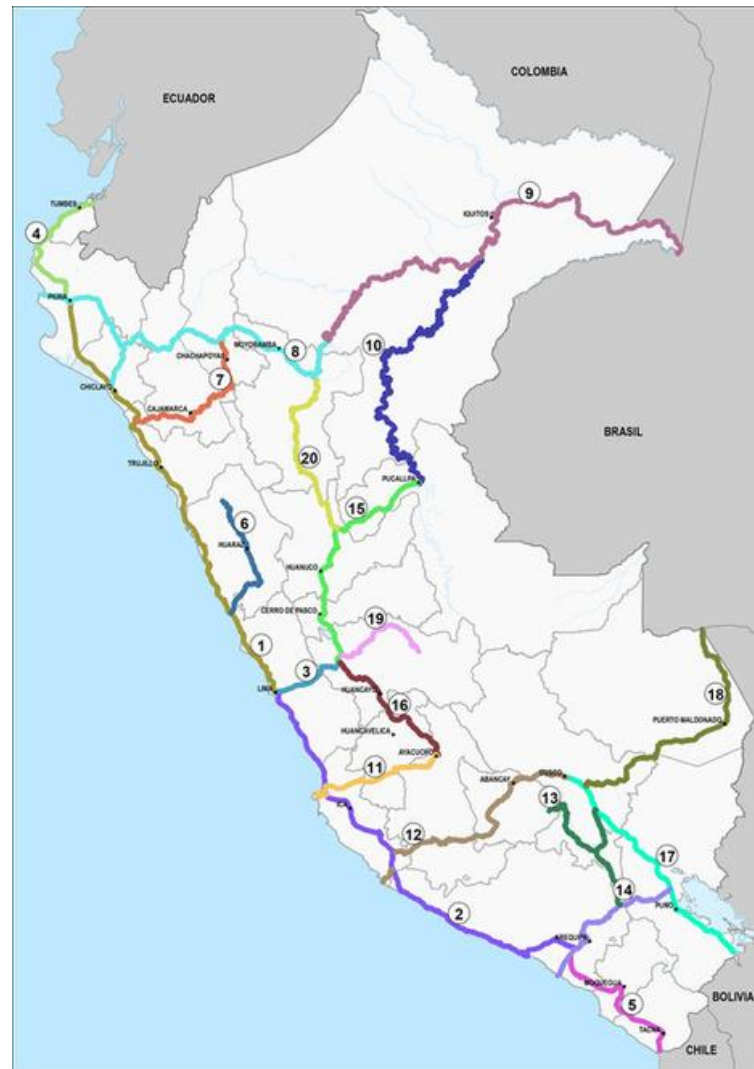 COLOMBIA
ECUADOR
9
IQUITOS
TUMBES
4
PIURA
10
MOYOBAMBA
8
CHACHAPOYAS
7
CHICLAYO
CAJAMARCA
BRASIL
TRUJILLO
20
PUCALLPA
15
6
HUARAZ
HUANUCO
CERRO DE PASCO
19
1
3
LIMA
HUANCAYO
16
18
PUERTO MALDONADO
HUANCAVELICA
AYACUCHO
11
CUSCO
ABANCAY
13
ICA
12
17
14
2
PUNO
AREQUIPA
MOQUEGUA
BOLIVIA
5
TACNA
CHILE